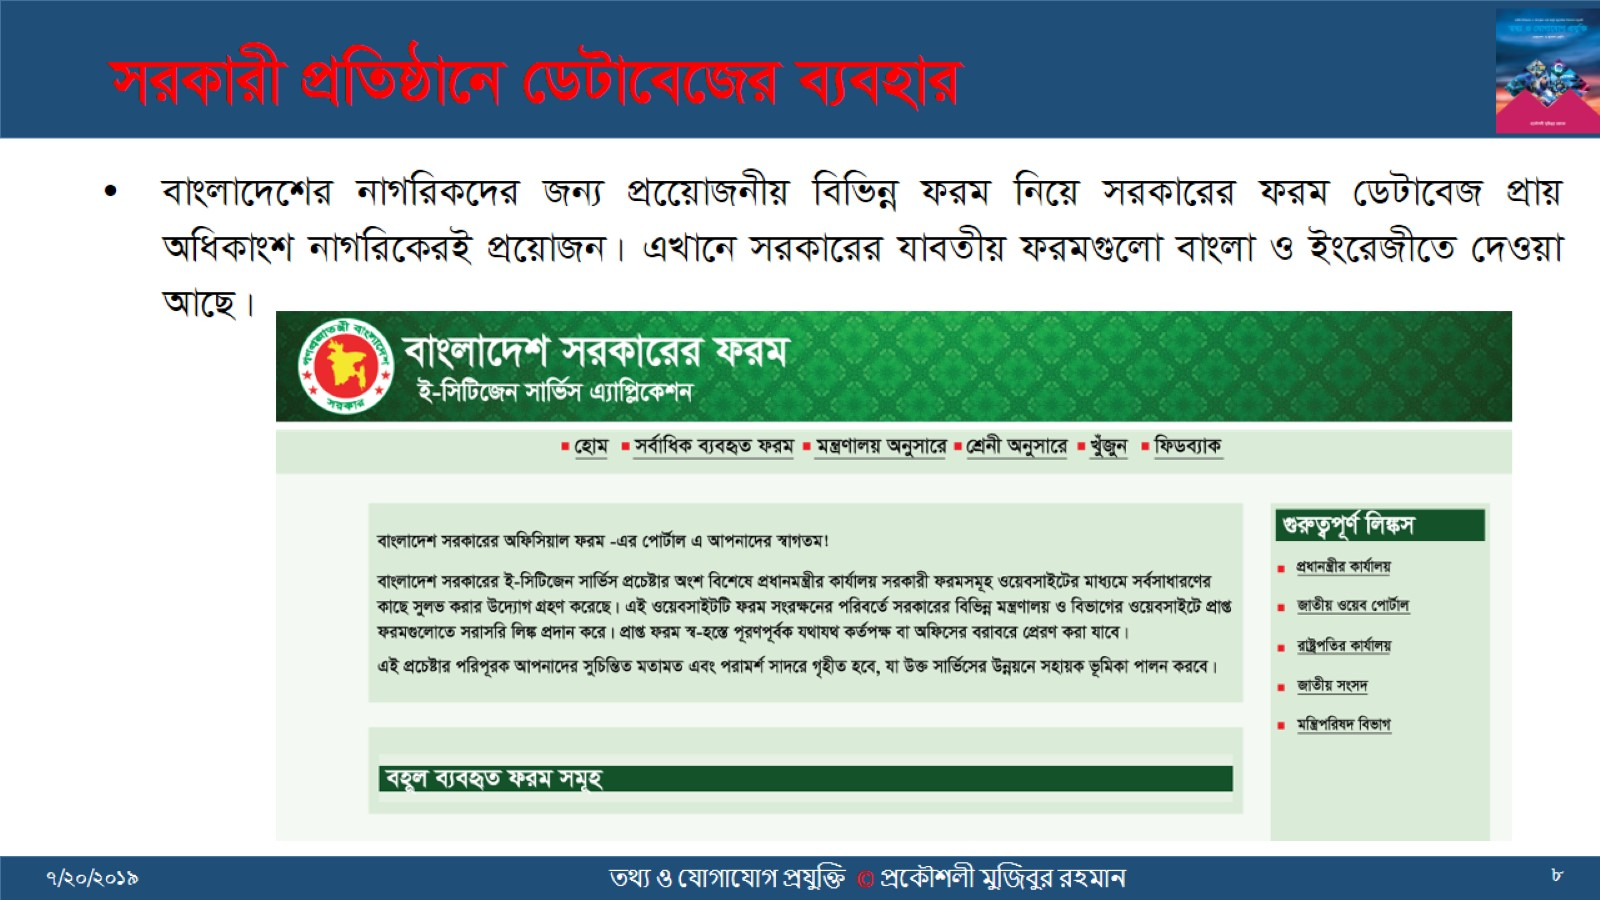 সরকারী প্রতিষ্ঠানে ডেটাবেজের ব্যবহার
তথ্য ও যোগাযোগ প্রযুক্তি
• বাংলাদেশের নাগরিকদের জন্য প্রয়োেজনীয় বিভিন্ন ফরম নিয়ে সরকারের ফরম ডেটাবেজ প্রায়
অধিকাংশ নাগরিকেরই প্রয়োজন। এখানে সরকারের যাবতীয় ফরমগুলো বাংলা ও ইংরেজীতে দেওয়া
আছে।
গণপ্রজাতন্ত্রী বাংলাদেশ
সরকার
বাংলাদেশ সরকারের ফরম
ই-সিটিজেন সার্ভিস এ্যাপ্লিকেশন
হোম সর্বাধিক ব্যবহৃত ফরম মন্ত্রণালয় অনুসারে শ্রেনী অনুসারে খুঁজুন ফিডব্যাক
বাংলাদেশ সরকারের অফিসিয়াল ফরম -এর পোর্টাল এ আপনাদের স্বাগতম!
বাংলাদেশ সরকারের ই-সিটিজেন সার্ভিস প্রচেষ্টার অংশ বিশেষে প্রধানমন্ত্রীর কার্যালয় সরকারী ফরমসমূহ ওয়েবসাইটের মাধ্যমে সর্বসাধারণের
কাছে সুলভ করার উদ্যোগ গ্রহণ করেছে। এই ওয়েবসাইটটি ফরম সংরক্ষনের পরিবর্তে সরকারের বিভিন্ন মন্ত্রণালয় ও বিভাগের ওয়েবসাইটে প্রাপ্ত
ফরমগুলোতে সরাসরি লিঙ্ক প্রদান করে। প্রাপ্ত ফরম স্ব-হস্তে পূরণপূর্বক যথাযথ কর্তপক্ষ বা অফিসের বরাবরে প্রেরণ করা যাবে।
এই প্রচেষ্টার পরিপূরক আপনাদের সুচিন্তিত মতামত এবং পরামর্শ সাদরে গৃহীত হবে, যা উক্ত সার্ভিসের উন্নয়নে সহায়ক ভূমিকা পালন করবে।
বহুল ব্যবহৃত ফরম সমূহ
গুরুত্বপূর্ণ লিঙ্কস
প্রধানন্ত্রীর কার্যালয়
জাতীয় ওয়েব পোর্টাল
রাষ্ট্রপতির কার্যালয়
জাতীয় সংসদ
মন্ত্রিপরিষদ বিভাগ
৭/২০/২০১৯
তথ্য ও যোগাযোগ প্রযুক্তি © প্রকৌশলী মুজিবুর রহমান
৮